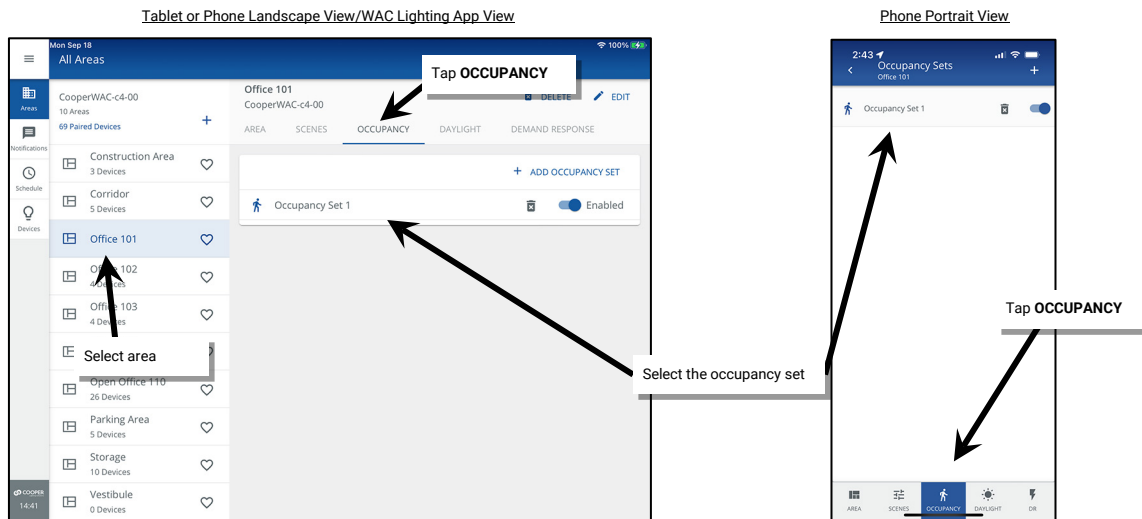 Tablet or Phone Landscape View/WAC Lighting App View
Phone Portrait View
Mon Sep 18
100%
All Areas
Tap OCCUPANCY
Areas
Notifications
Schedule
Devices
COOPER
14:41
CooperWAC-c4-00
10 Areas
69 Paired Devices
+
Construction Area
3 Devices
Corridor
5 Devices
Office 101
Office 102
4 Devices
Office 103
4 Devices
Select area
Open Office 110
26 Devices
Parking Area
5 Devices
Storage
10 Devices
Vestibule
0 Devices
Office 101
CooperWAC-c4-00
DELETE
EDIT
AREA SCENES OCCUPANCY DAYLIGHT DEMAND RESPONSE
+ ADD OCCUPANCY SET
Occupancy Set 1
Enabled
Select the occupancy set
2:43
Occupancy Sets
Office 101
+
Occupancy Set 1
Tap OCCUPANCY
AREA SCENES OCCUPANCY DAYLIGHT DR